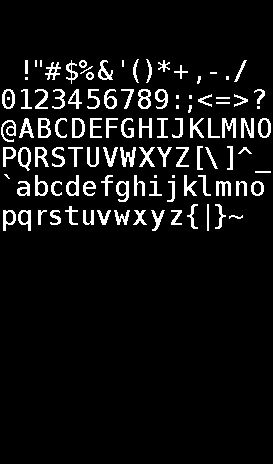 !"#$%&'()*+,-./
0123456789:;<=>?
@ABCDEFGHIJKLMNO
PQRSTUVWXYZ[\]^_
`abcdefghijklmno
pqrstuvwxyz{|}~